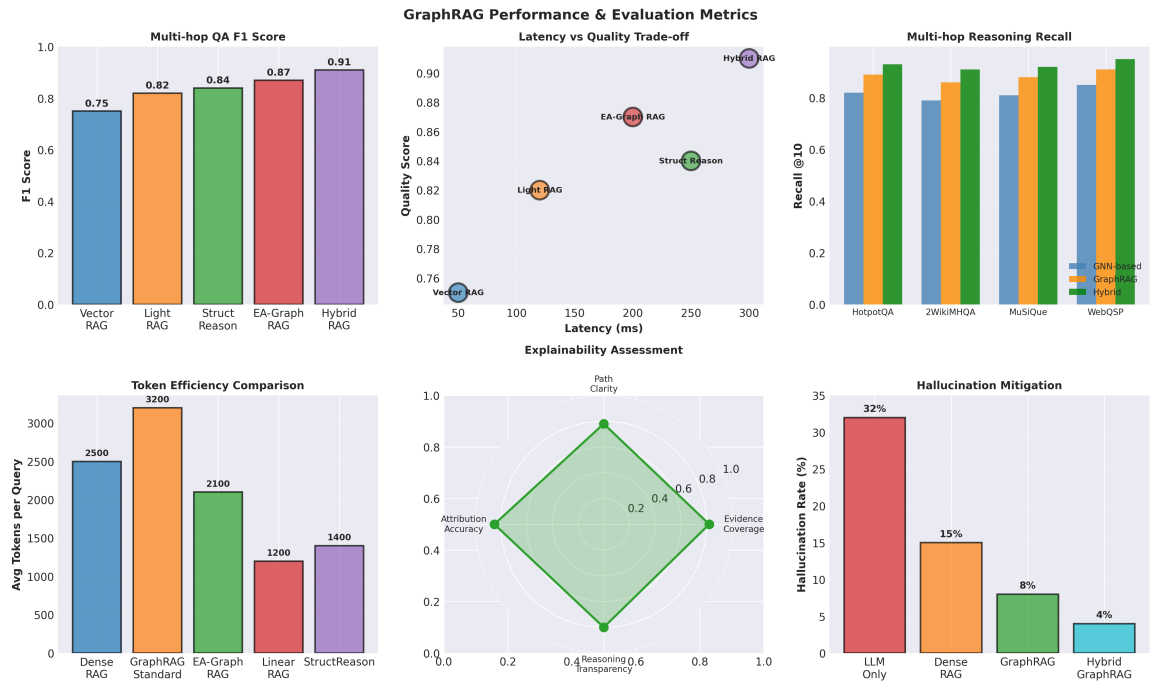 GraphRAG Performance & Evaluation Metrics
Multi-hop QA F1 Score
F1 Score
1.0
0.8
0.6
0.4
0.2
0.0
0.75
0.82
0.84
0.87
0.91
Vector
RAG
Light
RAG
Struct
Reason
EA-Graph
RAG
Hybrid
RAG
Latency vs Quality Trade-off
Quality Score
0.90
0.88
0.86
0.84
0.82
0.80
0.78
0.76
Hybrid RAG
EA-Graph RAG
Struct Reason
Light RAG
Vector RAG
50
100
150
200
250
300
Latency (ms)
Multi-hop Reasoning Recall
Recall @10
0.8
0.6
0.4
0.2
0.0
GNN-based
GraphRAG
Hybrid
HotpotQA
2WikiMHQA
MuSiQue
WebQSP
Token Efficiency Comparison
Avg Tokens per Query
3000
2500
2000
1500
1000
500
0
2500
3200
2100
1200
1400
Dense
RAG
GraphRAG
Standard
EA-Graph
RAG
Linear
RAG
StructReason
Explainability Assessment
1.0
0.8
0.6
0.4
0.2
0.0
Path
Clarity
1.0
0.8
0.6
0.4
0.2
Attribution
Accuracy
Evidence
Coverage
Reasoning
Transparency
0.0
0.2
0.4
0.6
0.8
1.0
Hallucination Mitigation
Hallucination Rate (%)
35
30
25
20
15
10
5
0
32%
15%
8%
4%
LLM
Only
Dense
RAG
GraphRAG
Hybrid
GraphRAG